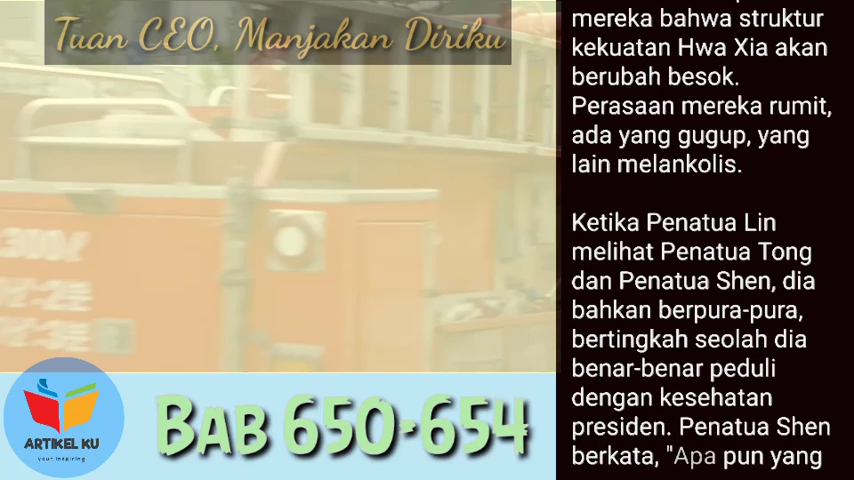 Tuan CEO, Manjakan Diriku
mereka bahwa struktur
kekuatan Hwa Xia akan
berubah besok.
Perasaan mereka rumit,
ada yang gugup, yang
lain melankolis.
Ketika Penatua Lin
melihat Penatua Tong
dan Penatua Shen, dia
bahkan berpura-pura,
bertingkah seolah dia
benar-benar peduli
dengan kesehatan
presiden. Penatua Shen
berkata, "Apa pun yang
ARTIKEL KU
your inspiring
BAB 650-654